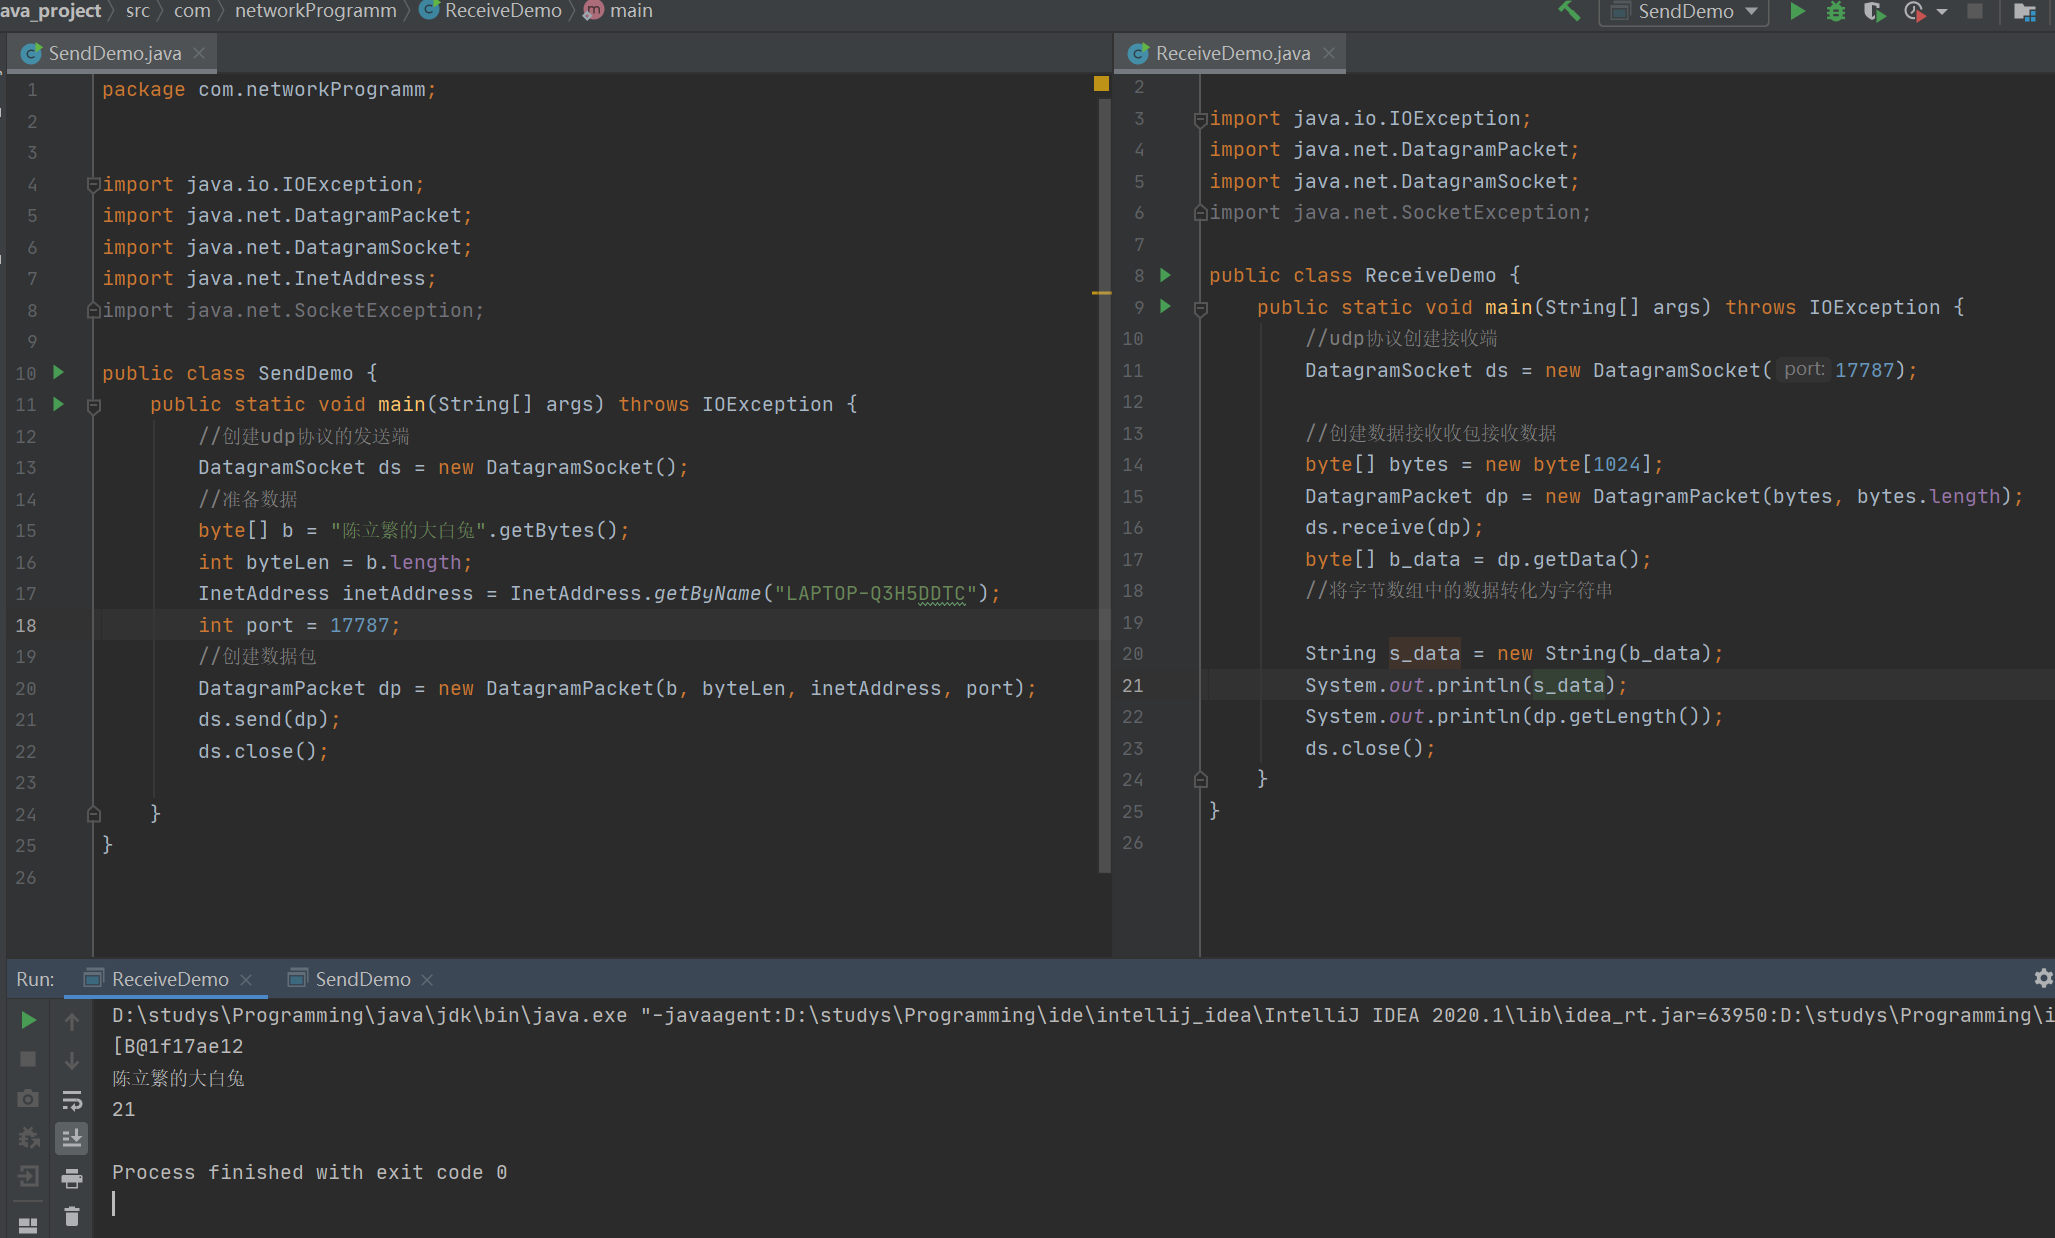 ava_project src com networkProgramm ReceiveDemo main SendDemo
SendDemo.java
1 package com.networkProgramm;
2
3
4 import java.io.IOException;
5 import java.net.DatagramPacket;
6 import java.net.DatagramSocket;
7 import java.net.InetAddress;
8 import java.net.SocketException;
9
10 public class SendDemo {
11 public static void main(String[] args) throws IOException {
12 //创建udp协议的发送端
13 DatagramSocket ds = new DatagramSocket();
14 //准备数据
15 byte[] b = "陈立繁的大白兔".getBytes();
16 int byteLen = b.length;
17 InetAddress inetAddress = InetAddress.getByName("LAPTOP-Q3H5DDTC");
18 int port = 17787;
19 //创建数据包
20 DatagramPacket dp = new DatagramPacket(b, byteLen, inetAddress, port);
21 ds.send(dp);
22 ds.close();
23
24 }
25 }
26
ReceiveDemo.java
2
3 import java.io.IOException;
4 import java.net.DatagramPacket;
5 import java.net.DatagramSocket;
6 import java.net.SocketException;
7
8 public class ReceiveDemo {
9 public static void main(String[] args) throws IOException {
10 //udp协议创建接收端
11 DatagramSocket ds = new DatagramSocket( port: 17787);
12
13 //创建数据接收收包接收数据
14 byte[] bytes = new byte[1024];
15 DatagramPacket dp = new DatagramPacket(bytes, bytes.length);
16 ds.receive(dp);
17 byte[] b_data = dp.getData();
18 //将字节数组中的数据转化为字符串
19
20 String s_data = new String(b_data);
21 System.out.println(s_data);
22 System.out.println(dp.getLength());
23 ds.close();
24 }
25 }
26
Run: ReceiveDemo SendDemo
D:\studys\Programming\java\jdk\bin\java.exe "-javaagent:D:\studys\Programming\ide\intellij_idea\IntelliJ IDEA 2020.1\lib\idea_rt.jar=63950:D:\studys\Programming\i
[B@1f17ae12
陈立繁的大白兔
21
Process finished with exit code 0